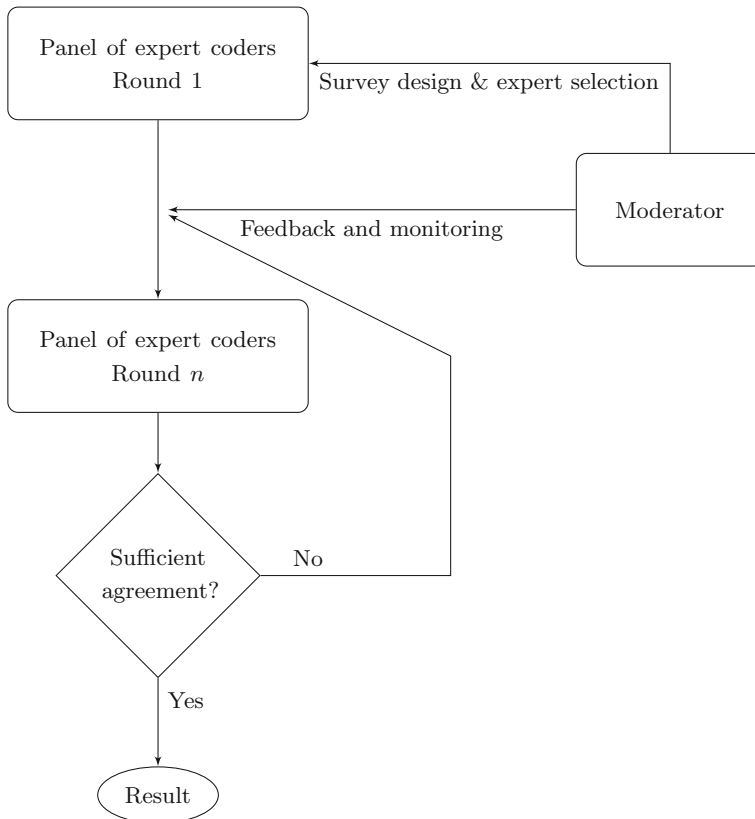 Panel of expert coders
Round 1
Survey design & expert selection
Moderator
Feedback and monitoring
Panel of expert coders
Round n
Sufficient
agreement?
No
Yes
Result